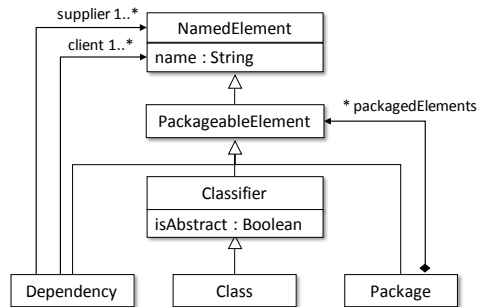 supplier 1..*
NamedElement
client 1..*
name : String
* packagedElements
PackageableElement
Classifier
isAbstract : Boolean
Dependency
Class
Package